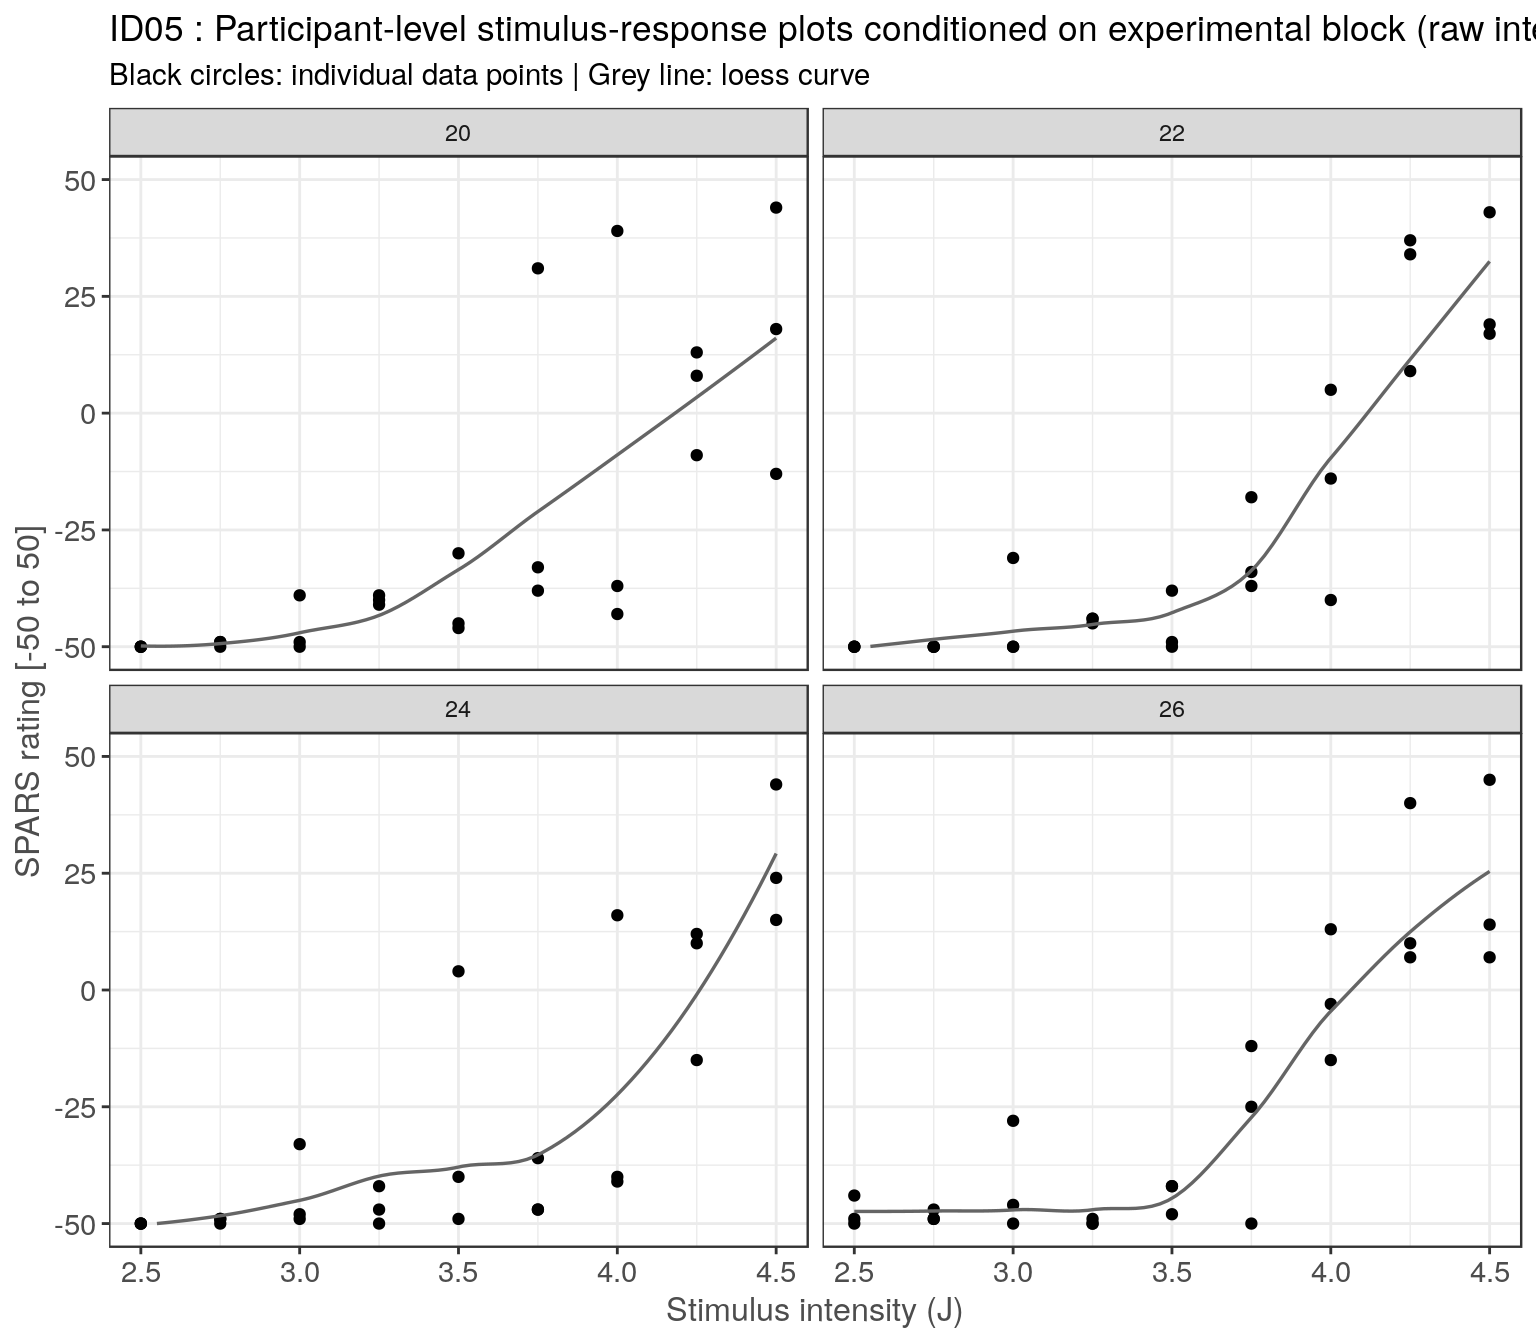 ID05 : Participant-level stimulus-response plots conditioned on experimental block (raw
Black circles: individual data points | Grey line: loess curve
20
22
50
25
0
-25
-50
24
26
50
25
0
-25
-50
2.5 3.0 3.5 4.0 4.5
2.5 3.0 3.5 4.0 4.5
Stimulus intensity (J)
SPARS rating [-50 to 50]